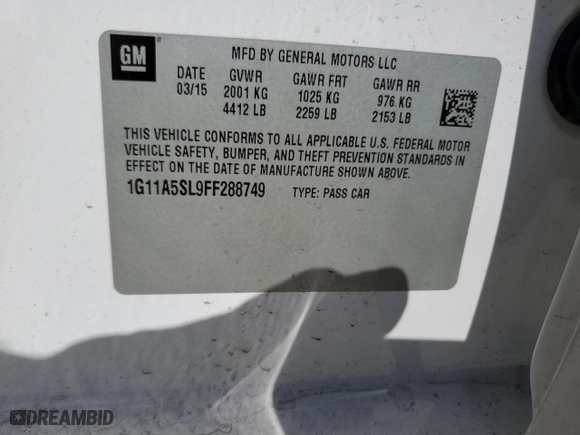 GM
MFD BY GENERAL MOTORS LLC
DATE GVWR GAWR FRT GAWR RR
03/15 2001 KG 1025 KG 976 KG
4412 LB 2259 LB 2153 LB
THIS VEHICLE CONFORMS TO ALL APPLICABLE U.S. FEDERAL MOTOR
VEHICLE SAFETY, BUMPER, AND THEFT PREVENTION STANDARDS IN
EFFECT ON THE DATE OF MANUFACTURE SHOWN ABOVE.
1G11A5SL9FF288749 TYPE: PASS CAR
DREAMBID